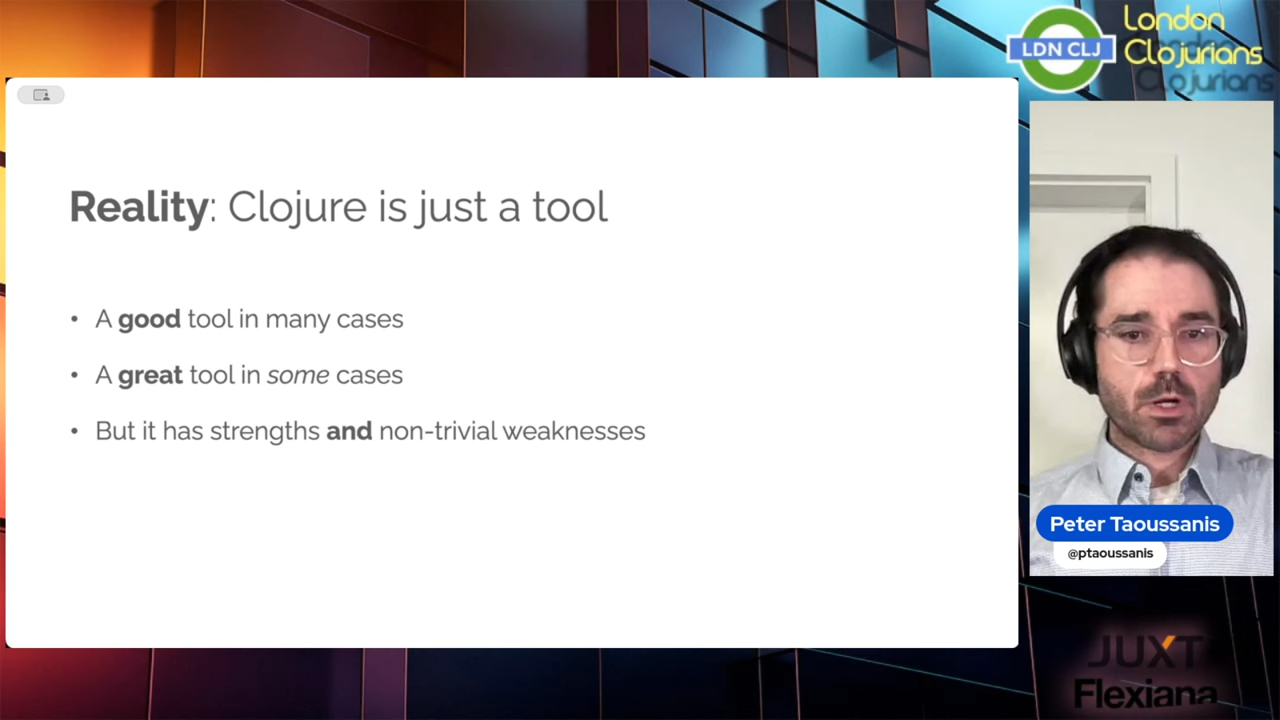 Reality: Clojure is just a tool
• A good tool in many cases
• A great tool in some cases
• But it has strengths and non-trivial weaknesses
LDN CLJ
London
Clojurians
Clojurians
Peter Taoussanis
@ptaoussanis
JUXT
Flexiana